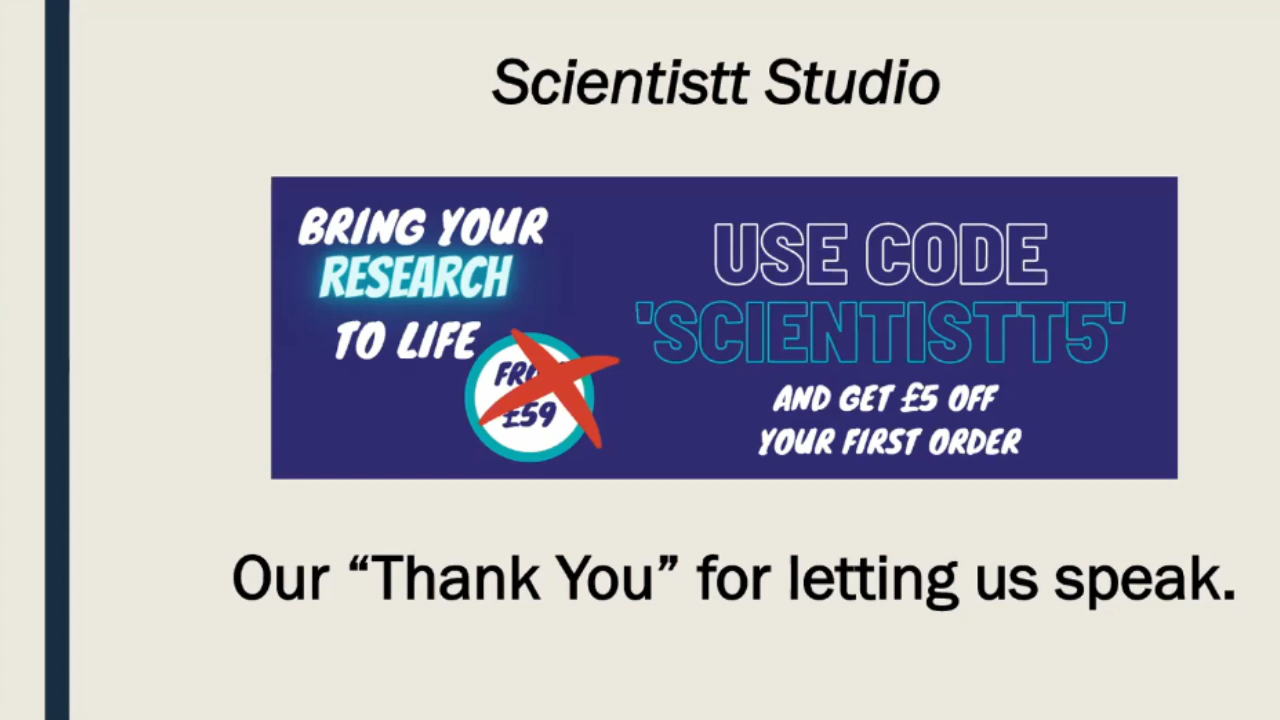 Scientistt Studio
BRING YOUR
RESEARCH
TO LIFE
£59
USE CODE
'SCIENTISTT5'
AND GET £5 OFF
YOUR FIRST ORDER
Our “Thank You” for letting us speak.